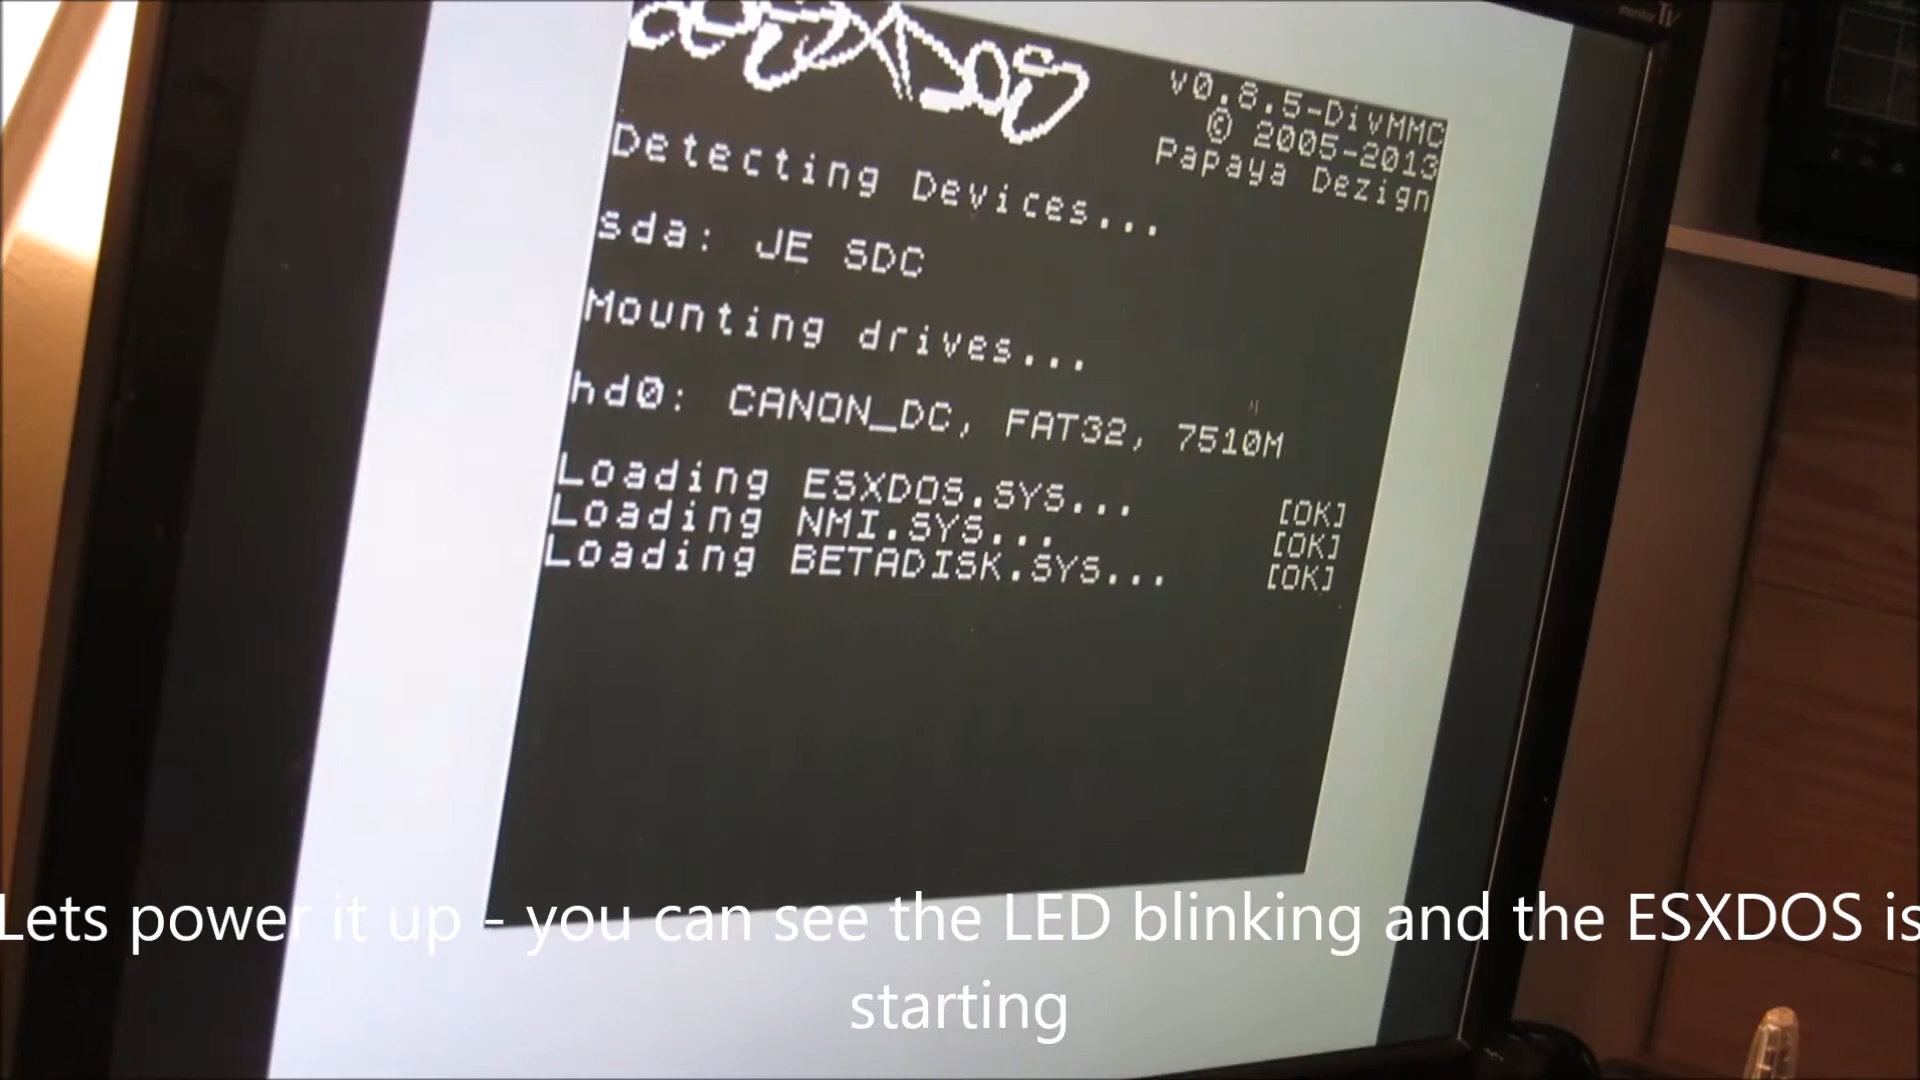 esxDOS
v0.8.5-DivMMC
© 2005-2013
Papaya Dezign
Detecting Devices...
sda: JE SDC
Mounting drives...
hd0: CANON_DC, FAT32, 7510M
Loading ESXDOS.SYS... [OK]
Loading NMI.SYS... [OK]
Loading BETADISK.SYS... [OK]
Lets power it up - you can see the LED blinking and the ESXDOS is
starting